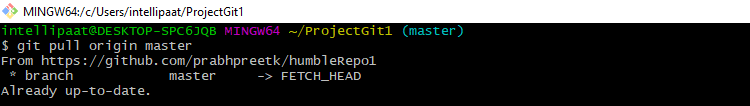 MINGW64:/c/Users/intellipaat/ProjectGit1
intellipaat@DESKTOP-SPC6JQB MINGW64 ~/ProjectGit1 (master)
$ git pull origin master
From https://github.com/prabhpreetk/humbleRepo1
 * branch            master     -> FETCH_HEAD
Already up-to-date.